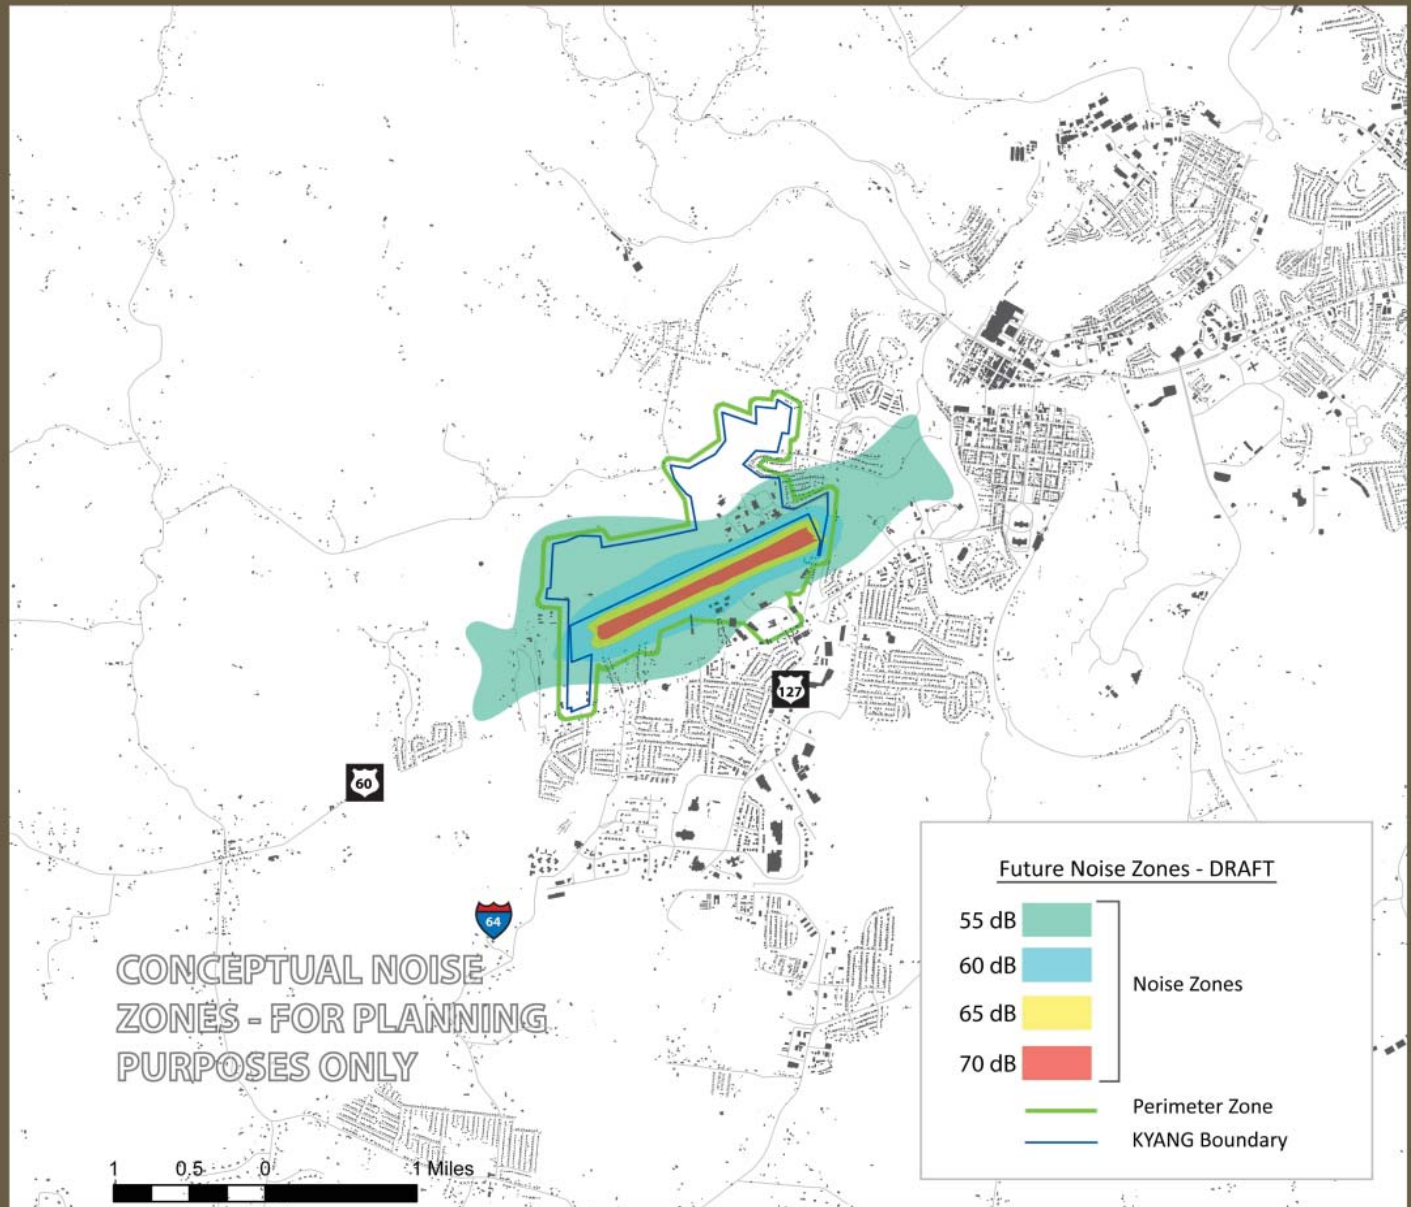 127
60
64
CONCEPTUAL NOISE
ZONES - FOR PLANNING
PURPOSES ONLY
1 0.5 0 1 Miles
Future Noise Zones - DRAFT
55 dB
60 dB
65 dB
70 dB
Noise Zones
Perimeter Zone
KYANG Boundary